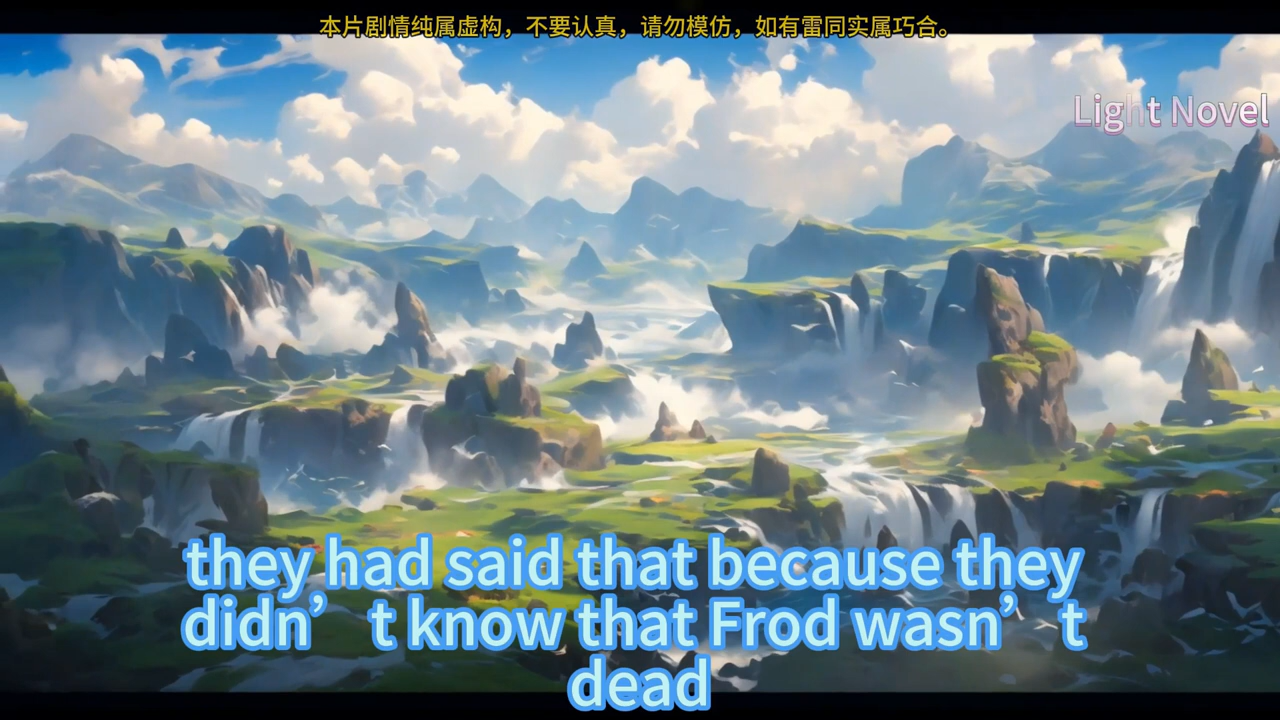 本片剧情纯属虚构，不要认真，请勿模仿，如有雷同实属巧合。
Light Novel
they had said that because they
didn’t know that Frod wasn’t
dead